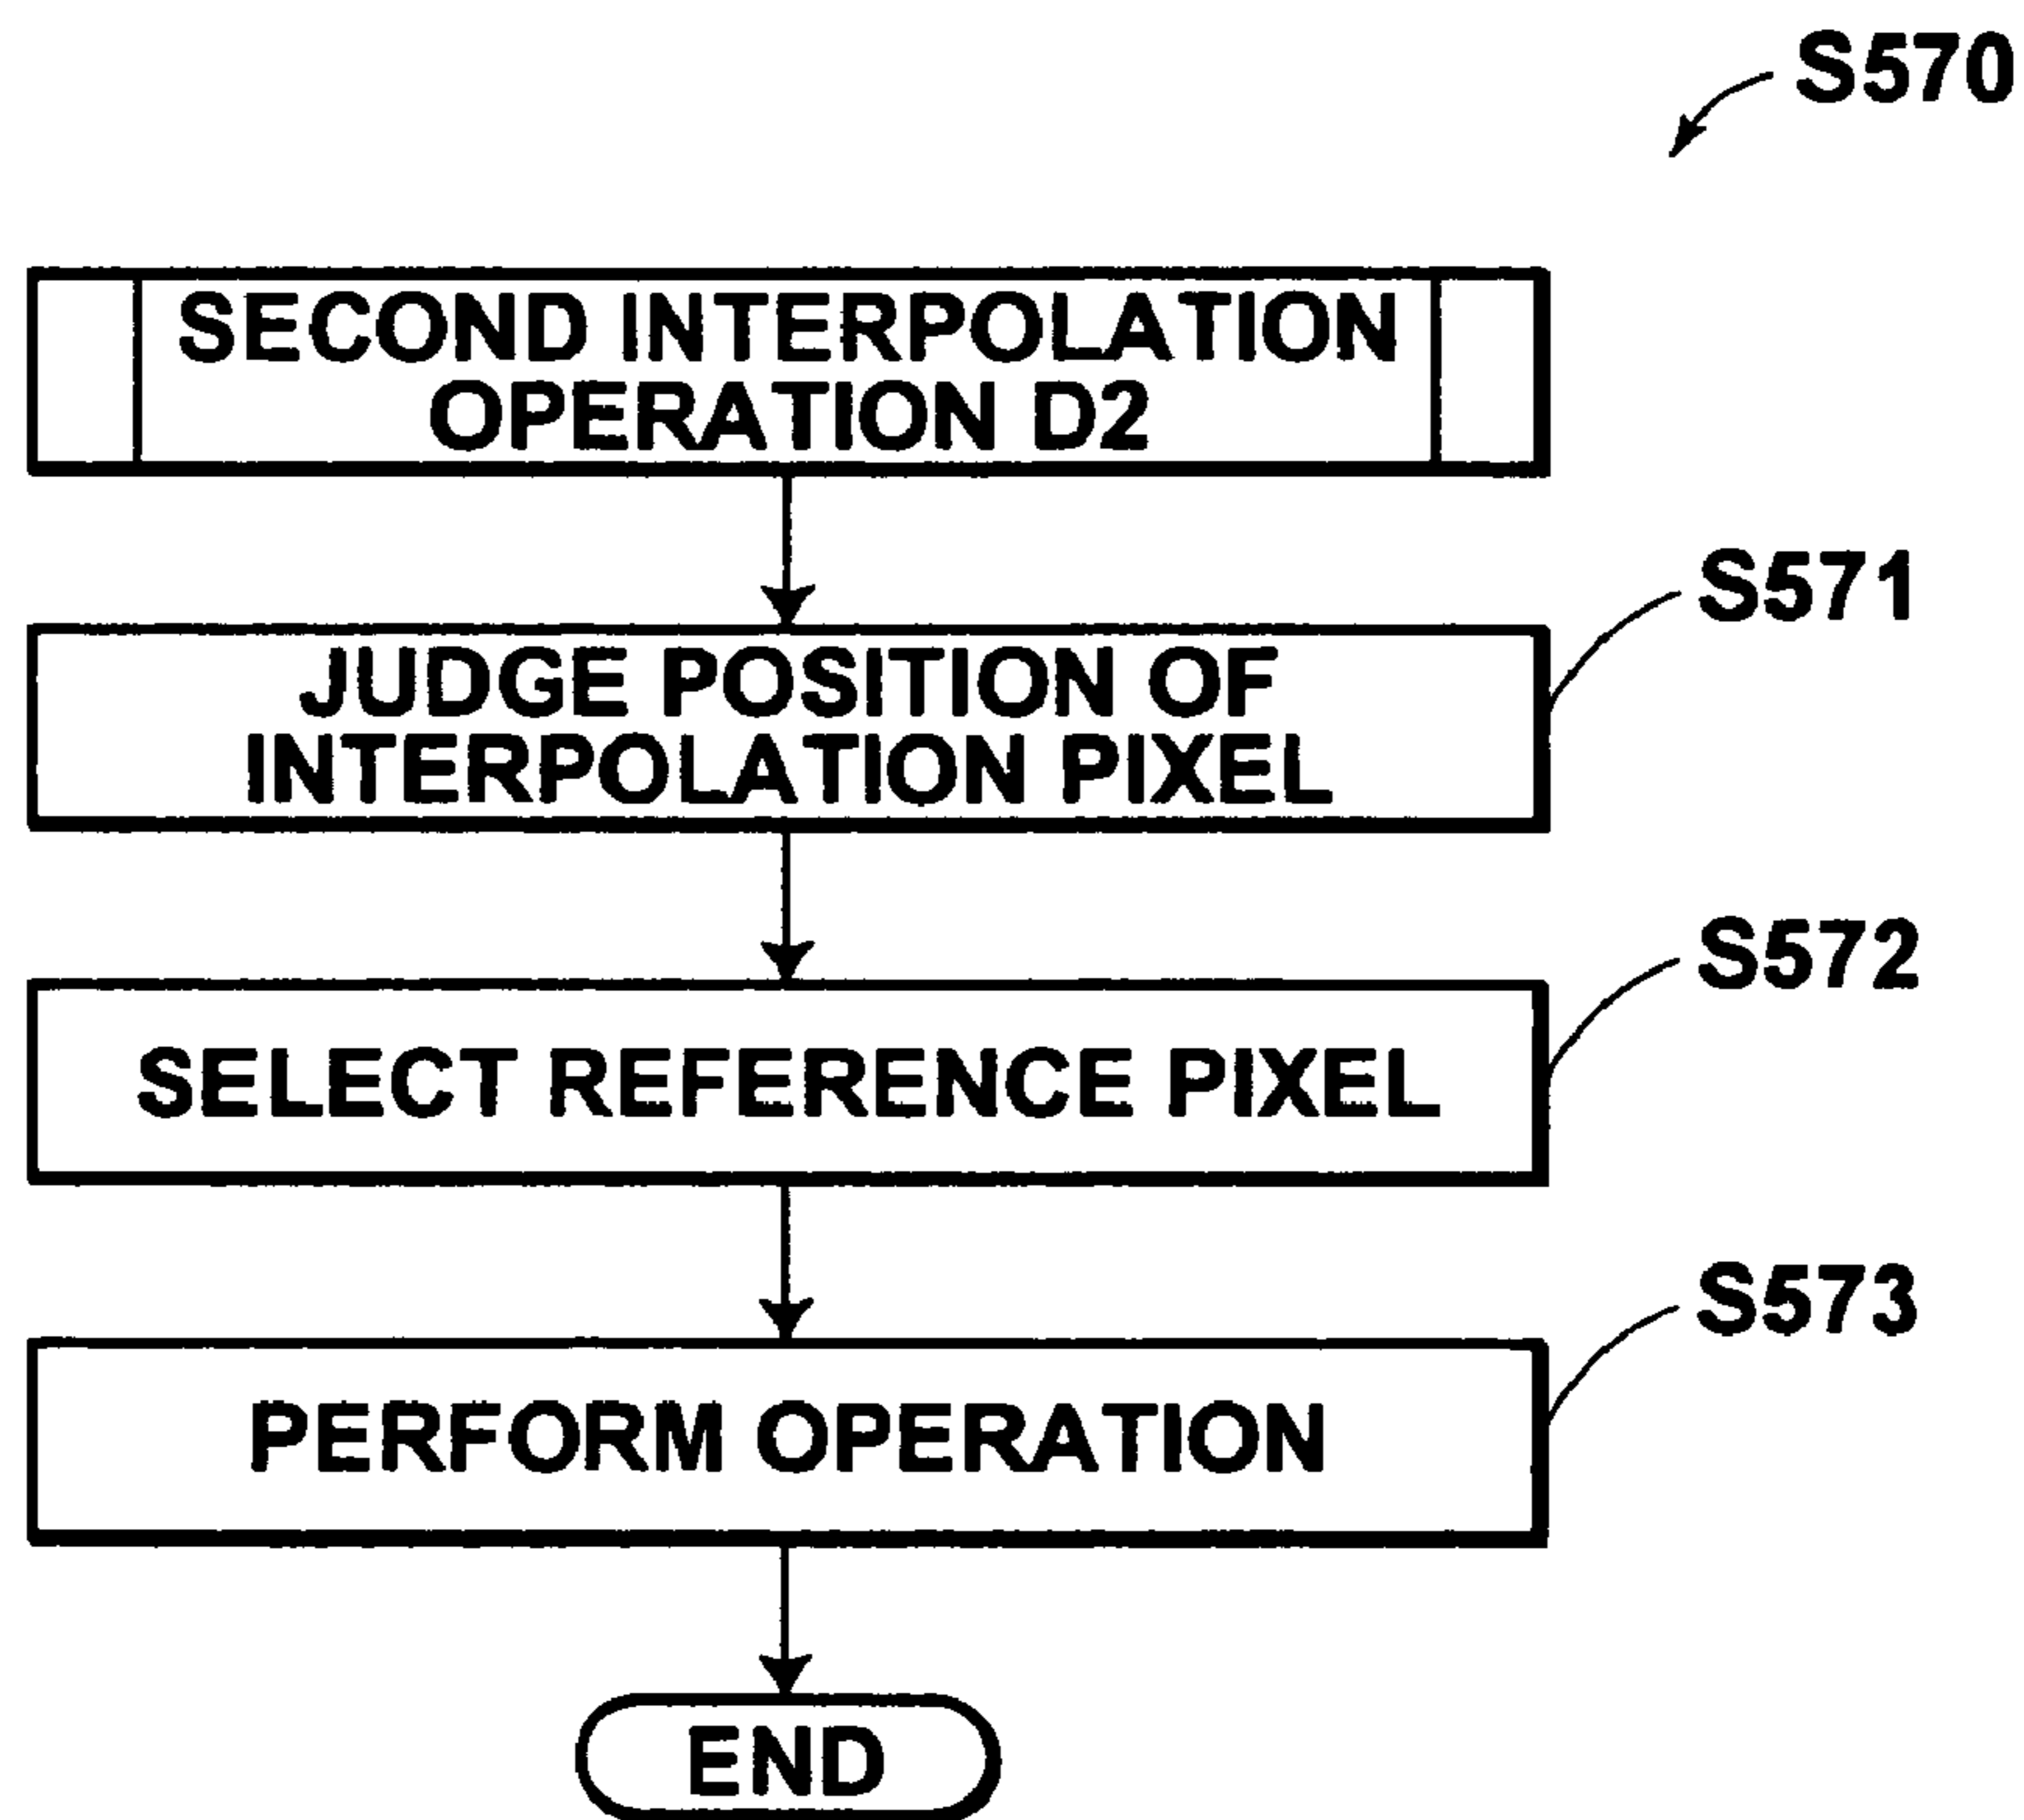 S570
SECOND INTERPOLATION
OPERATION D2
S571
JUDGE POSITION OF
INTERPOLATION PIXEL
S572
SELECT REFERENCE PIXEL
S573
PERFORM OPERATION
END